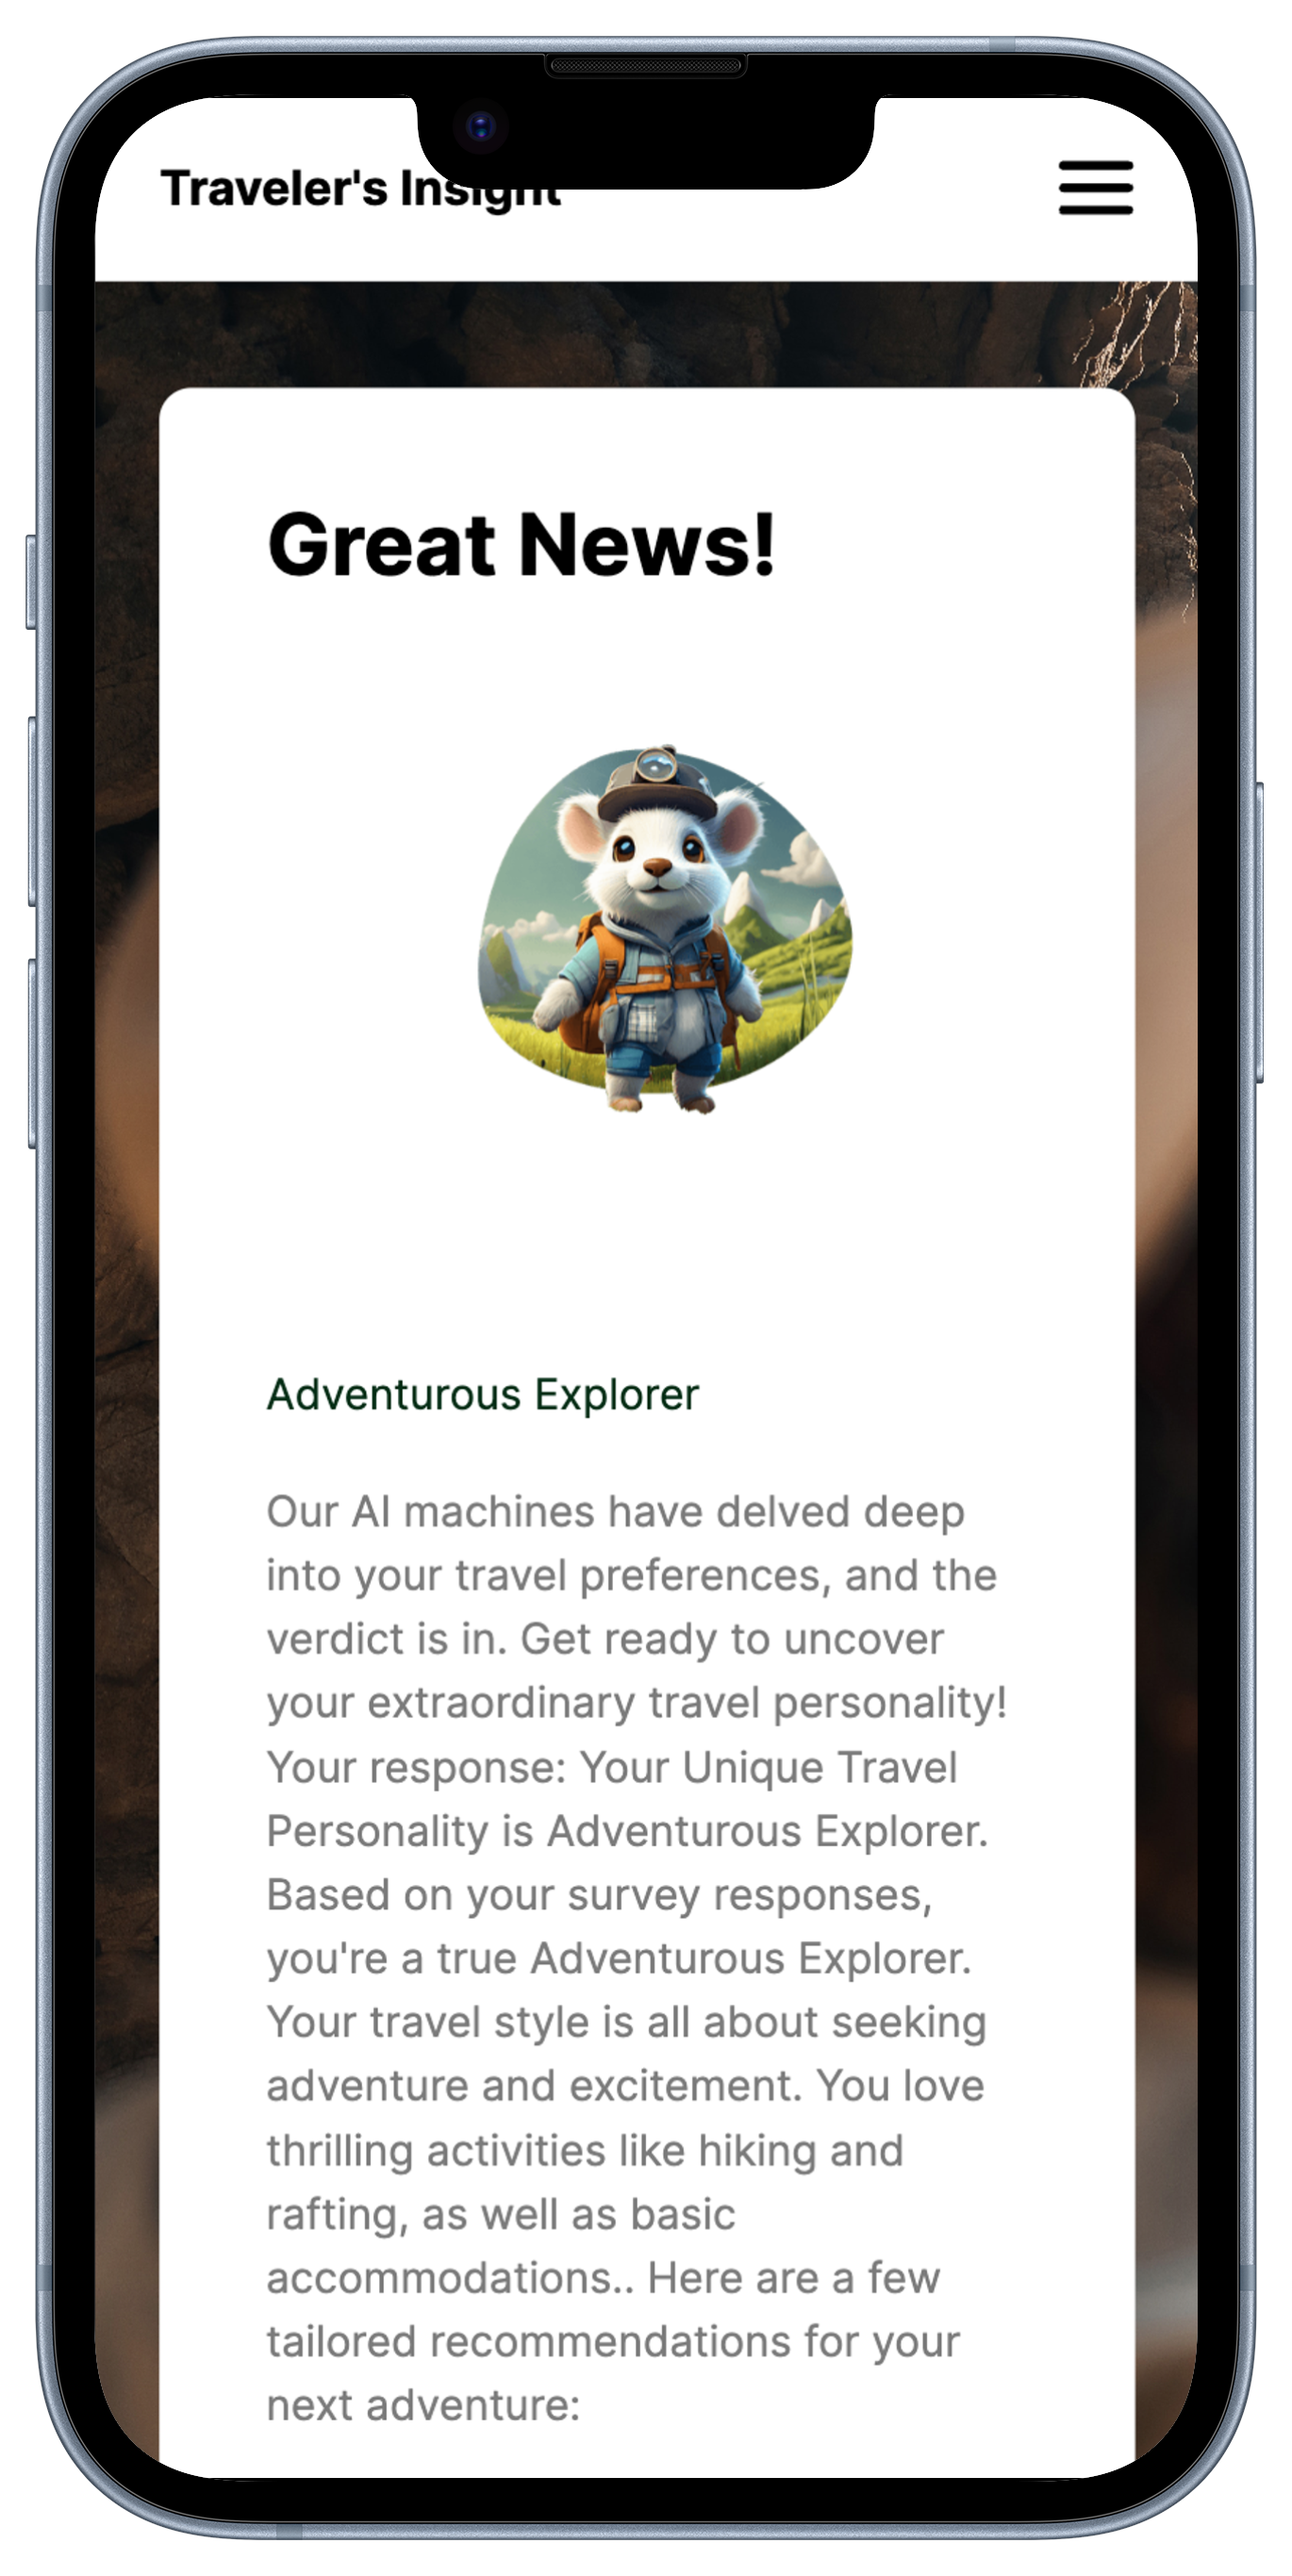 Traveler's Insight
Great News!
Adventurous Explorer
Our AI machines have delved deep
into your travel preferences, and the
verdict is in. Get ready to uncover
your extraordinary travel personality!
Your response: Your Unique Travel
Personality is Adventurous Explorer.
Based on your survey responses,
you're a true Adventurous Explorer.
Your travel style is all about seeking
adventure and excitement. You love
thrilling activities like hiking and
rafting, as well as basic
accommodations.. Here are a few
tailored recommendations for your
next adventure: